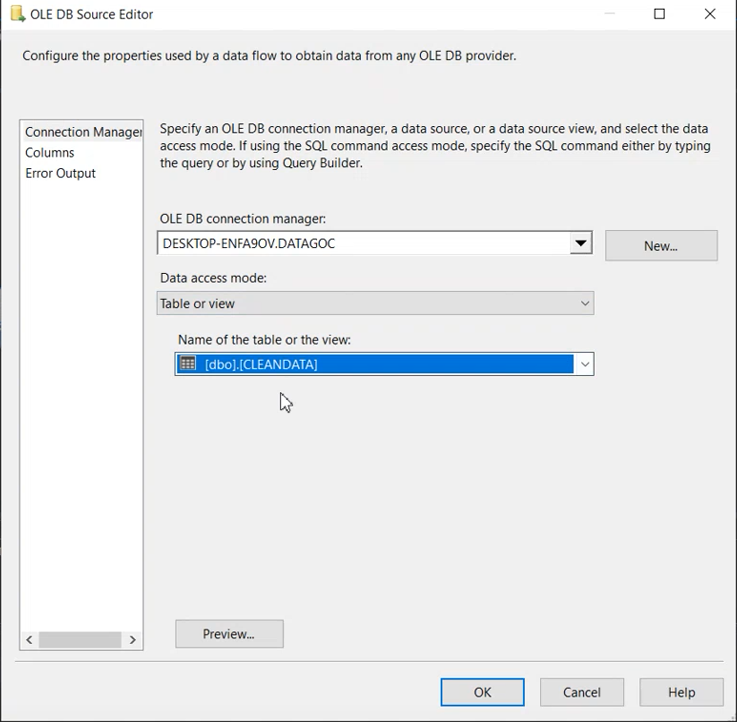 OLE DB Source Editor
Configure the properties used by a data flow to obtain data from any OLE DB provider.
Connection Manager
Columns
Error Output
Specify an OLE DB connection manager, a data source, or a data source view, and select the data
access mode. If using the SQL command access mode, specify the SQL command either by typing
the query or by using Query Builder.
OLE DB connection manager:
DESKTOP-ENFA9OV.DATAGOC
New...
Data access mode:
Table or view
Name of the table or the view:
[dbo].[CLEANDATA]
Preview...
OK
Cancel
Help